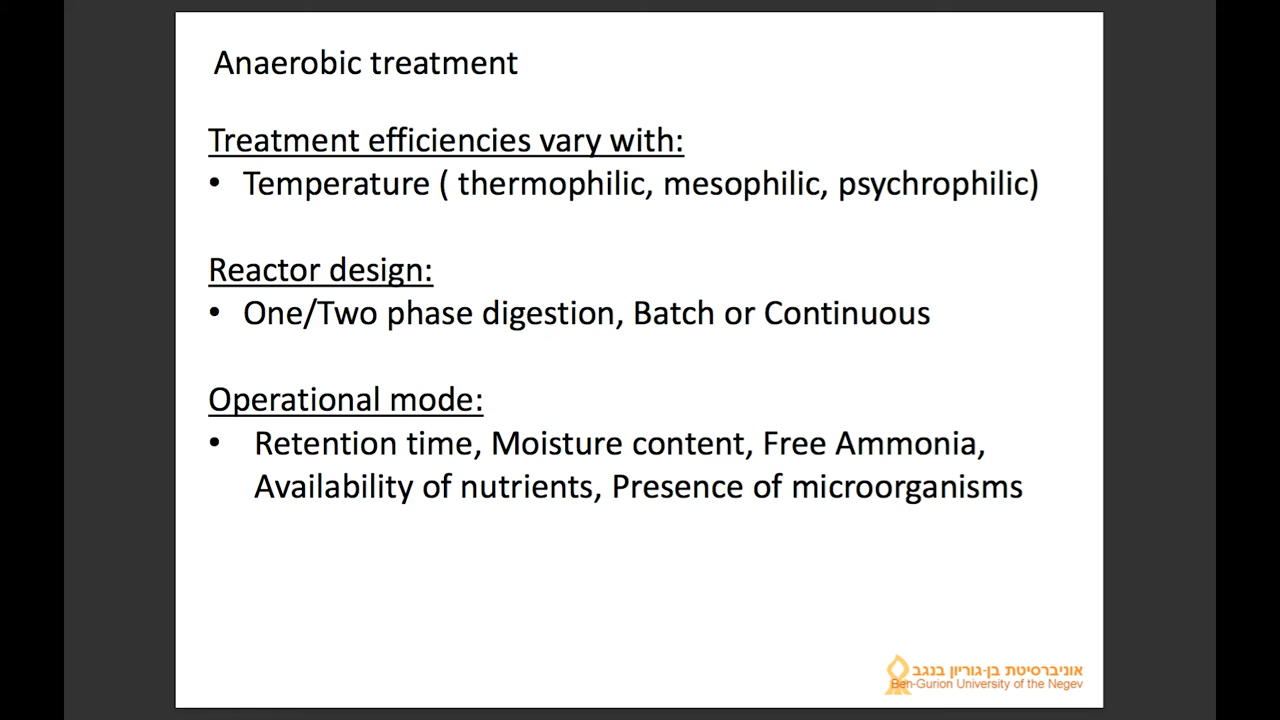 Anaerobic treatment
Treatment efficiencies vary with:
• Temperature ( thermophilic, mesophilic, psychrophilic)
Reactor design:
• One/Two phase digestion, Batch or Continuous
Operational mode:
• Retention time, Moisture content, Free Ammonia,
Availability of nutrients, Presence of microorganisms
אוניברסיטת בן-גוריון בנגב
Ben-Gurion University of the Negev